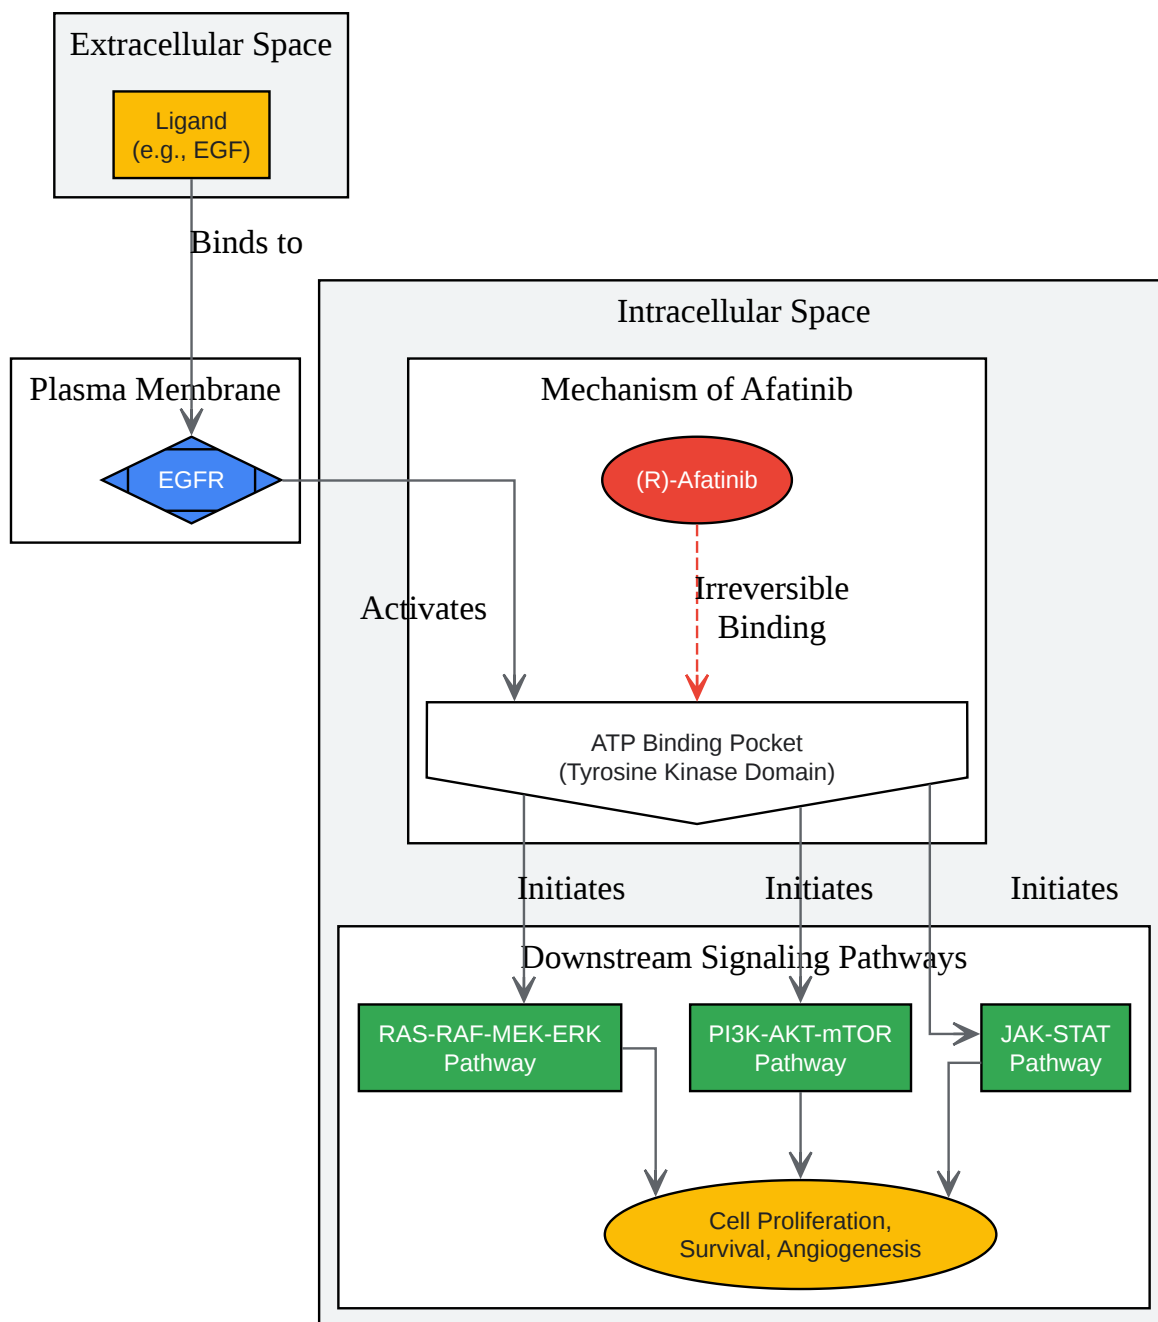 Extracellular Space
Ligand
(e.g., EGF)
Binds to
Intracellular Space
Plasma Membrane
Mechanism of Afatinib
EGFR
(R)-Afatinib
Activates
Irreversible
Binding
ATP Binding Pocket
(Tyrosine Kinase Domain)
Initiates
Initiates
Initiates
Downstream Signaling Pathways
RAS-RAF-MEK-ERK
Pathway
PI3K-AKT-mTOR
Pathway
JAK-STAT
Pathway
Cell Proliferation,
Survival, Angiogenesis